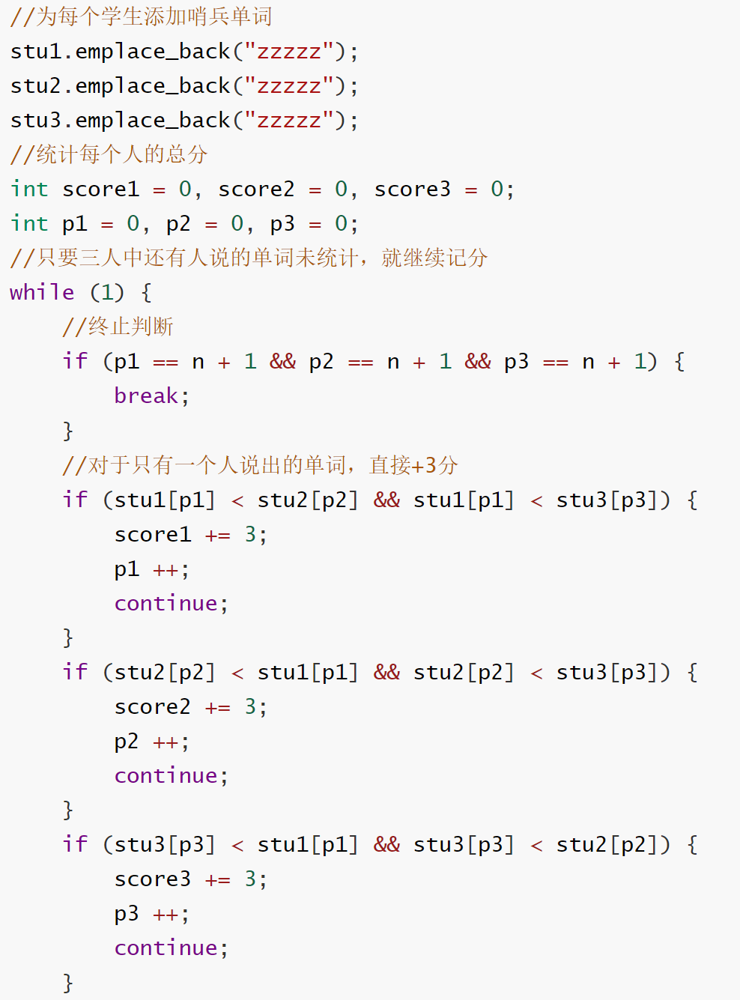 //为每个学生添加哨兵单词
stu1.emplace_back("zzzzz");
stu2.emplace_back("zzzzz");
stu3.emplace_back("zzzzz");
//统计每个人的总分
int score1 = 0, score2 = 0, score3 = 0;
int p1 = 0, p2 = 0, p3 = 0;
//只要三人中还有人说的单词未统计，就继续记分
while (1) {
    //终止判断
    if (p1 == n + 1 && p2 == n + 1 && p3 == n + 1) {
        break;
    }
    //对于只有一个人说出的单词，直接+3分
    if (stu1[p1] < stu2[p2] && stu1[p1] < stu3[p3]) {
        score1 += 3;
        p1 ++;
        continue;
    }
    if (stu2[p2] < stu1[p1] && stu2[p2] < stu3[p3]) {
        score2 += 3;
        p2 ++;
        continue;
    }
    if (stu3[p3] < stu1[p1] && stu3[p3] < stu2[p2]) {
        score3 += 3;
        p3 ++;
        continue;
    }